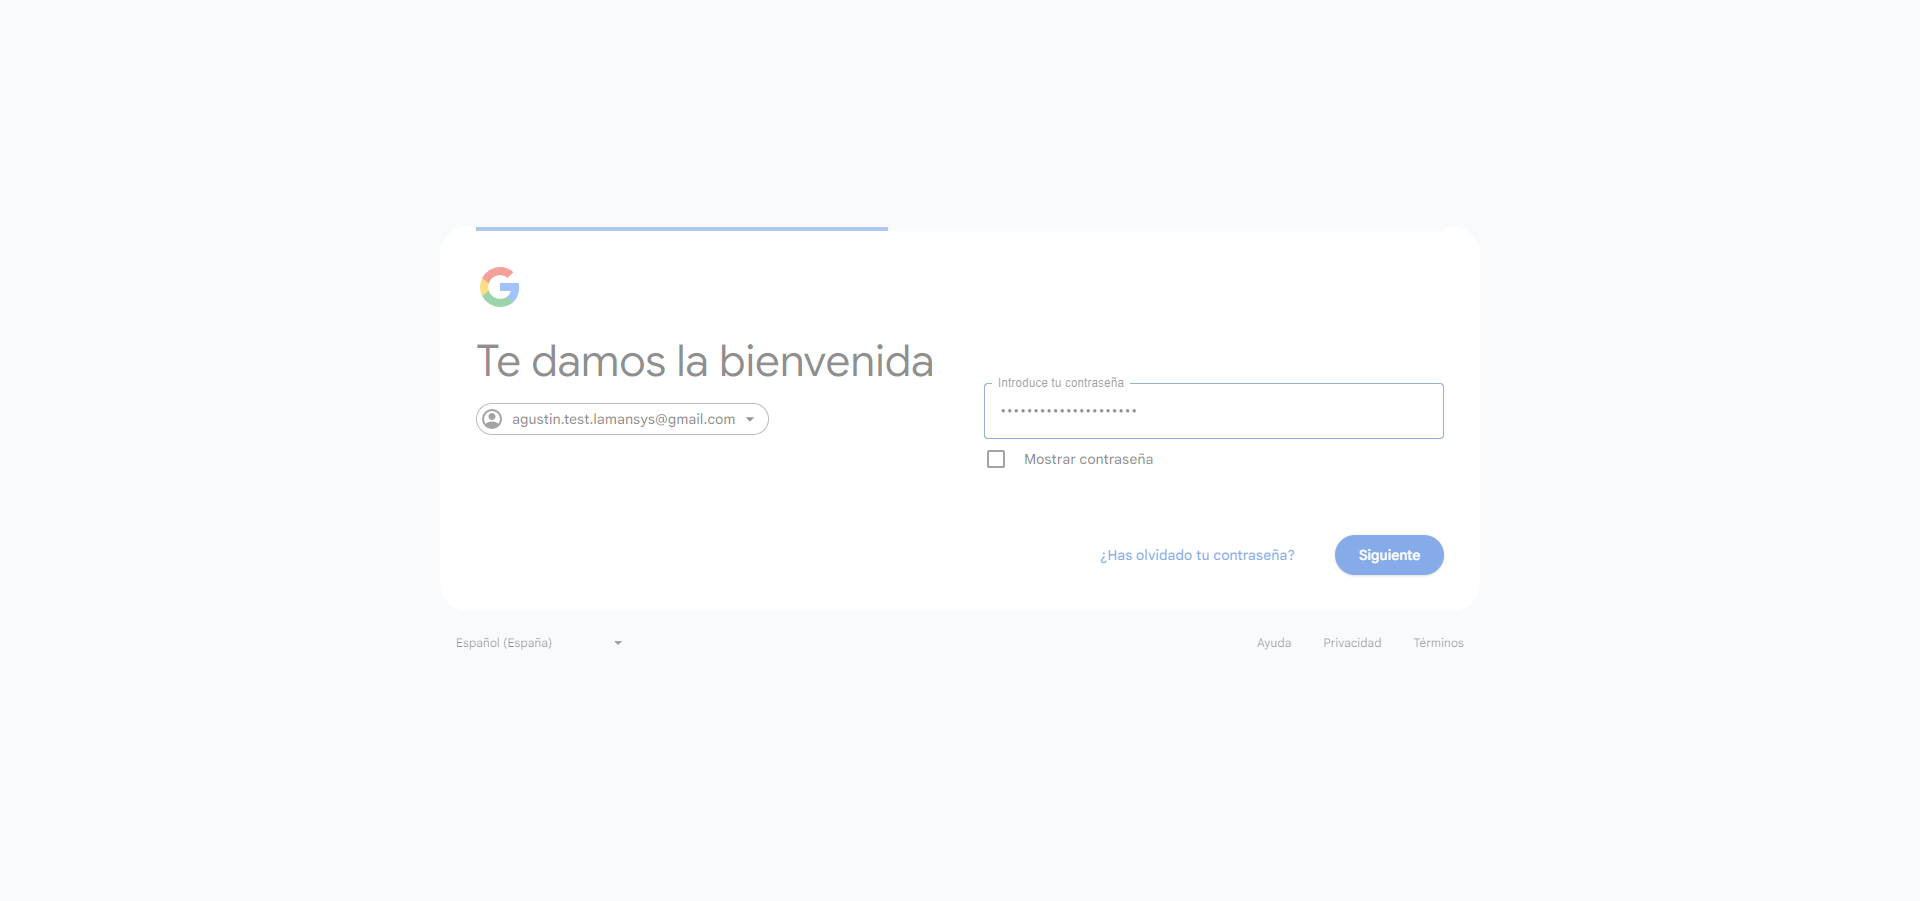 Te damos la bienvenida
agustin.test.lamansys@gmail.com
Introduce tu contraseña
•••••••••••••••••••••
Mostrar contraseña
¿Has olvidado tu contraseña?
Siguiente
Español (España)
Ayuda
Privacidad
Términos